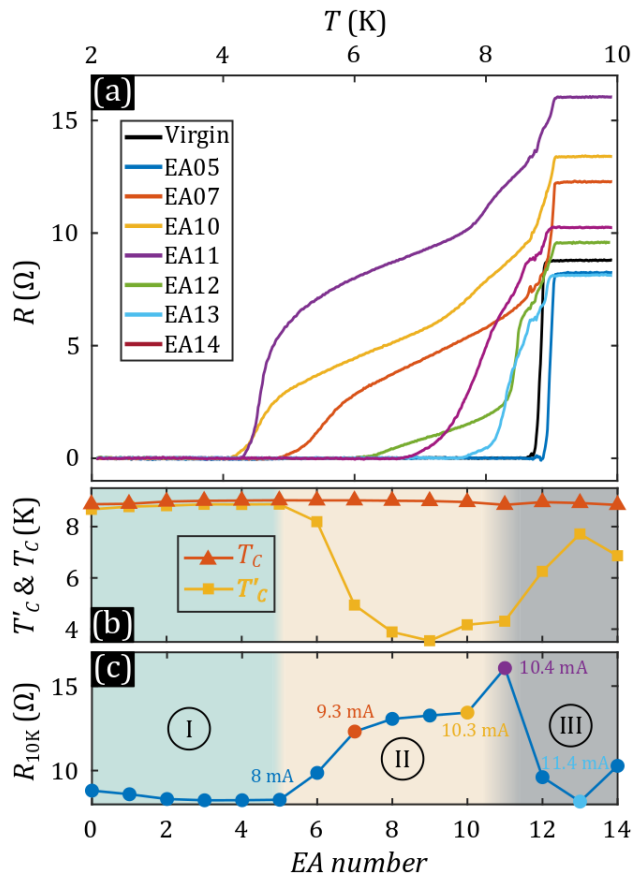 T (K)
2 4 6 8 10
(a)
15
10
5
0
R (Ω)
Virgin
EA05
EA07
EA10
EA11
EA12
EA13
EA14
(b)
8
6
4
T'C & TC (K)
TC
T'C
(c)
15
10
R10K (Ω)
I
II
III
8 mA
9.3 mA
10.3 mA
10.4 mA
11.4 mA
0 2 4 6 8 10 12 14
EA number